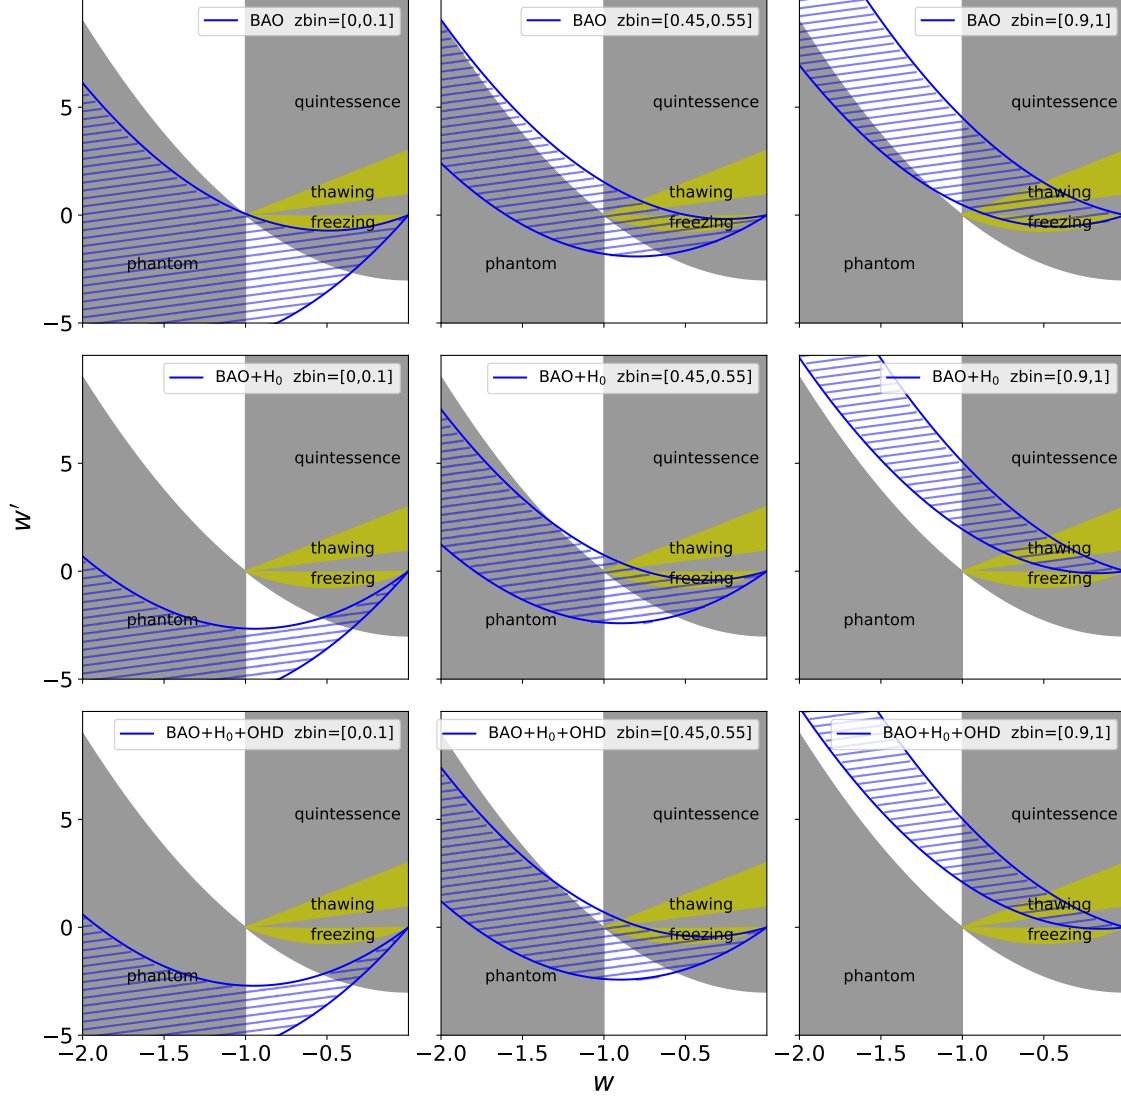 BAO zbin=[0,0.1]
BAO zbin=[0.45,0.55]
BAO zbin=[0.9,1]
5
0
−5
quintessence
thawing
freezing
phantom
quintessence
thawing
freezing
phantom
quintessence
thawing
freezing
phantom
BAO+H₀ zbin=[0,0.1]
BAO+H₀ zbin=[0.45,0.55]
BAO+H₀ zbin=[0.9,1]
w′
5
0
−5
quintessence
thawing
freezing
phantom
quintessence
thawing
freezing
phantom
quintessence
thawing
freezing
phantom
BAO+H₀+OHD zbin=[0,0.1]
BAO+H₀+OHD zbin=[0.45,0.55]
BAO+H₀+OHD zbin=[0.9,1]
5
0
−5
quintessence
thawing
freezing
phantom
quintessence
thawing
freezing
phantom
quintessence
thawing
freezing
phantom
−2.0 −1.5 −1.0 −0.5
−2.0 −1.5 −1.0 −0.5
−2.0 −1.5 −1.0 −0.5
w